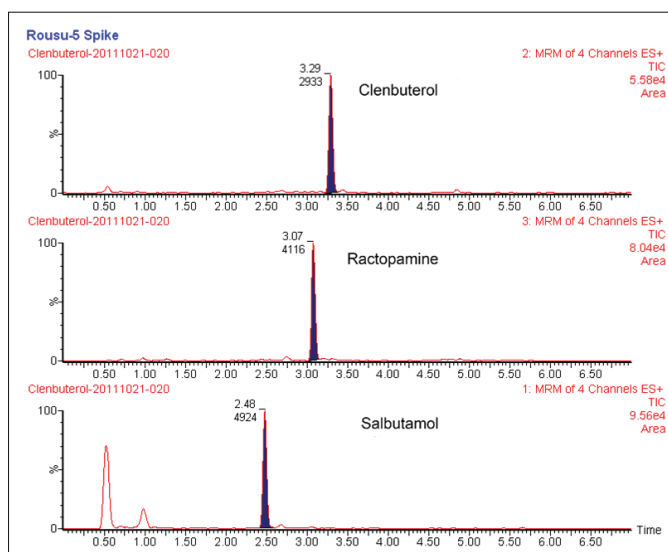 Rousu-5 Spike
Clenbuterol-20111021-020
2: MRM of 4 Channels ES+
TIC
5.58e4
Area
100
%
0
3.29
2933
Clenbuterol
0.50 1.00 1.50 2.00 2.50 3.00 3.50 4.00 4.50 5.00 5.50 6.00 6.50
Clenbuterol-20111021-020
3: MRM of 4 Channels ES+
TIC
8.04e4
Area
100
%
0
3.07
4116
Ractopamine
0.50 1.00 1.50 2.00 2.50 3.00 3.50 4.00 4.50 5.00 5.50 6.00 6.50
Clenbuterol-20111021-020
1: MRM of 4 Channels ES+
TIC
9.56e4
Area
100
%
0
2.48
4924
Salbutamol
Time
0.50 1.00 1.50 2.00 2.50 3.00 3.50 4.00 4.50 5.00 5.50 6.00 6.50